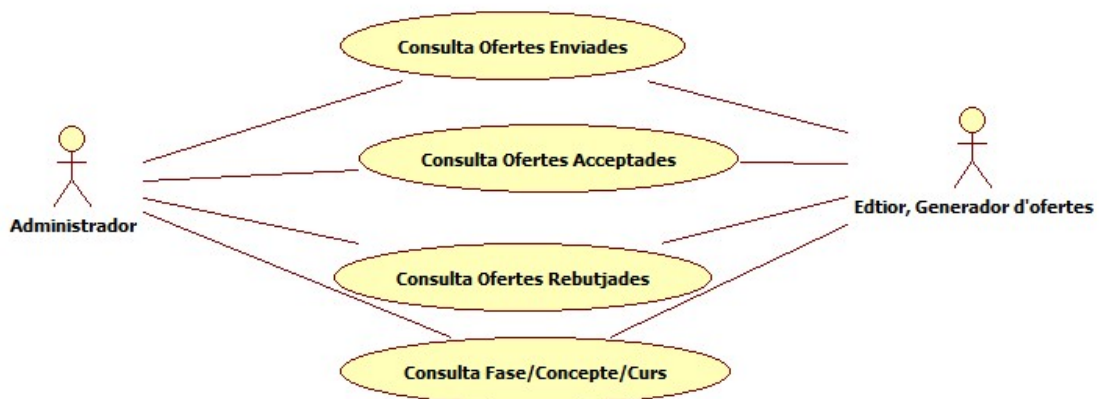 Consulta Ofertes Enviades
Consulta Ofertes Acceptades
Administrador
Edtior, Generador d'ofertes
Consulta Ofertes Rebutjades
Consulta Fase/Concepte/Curs